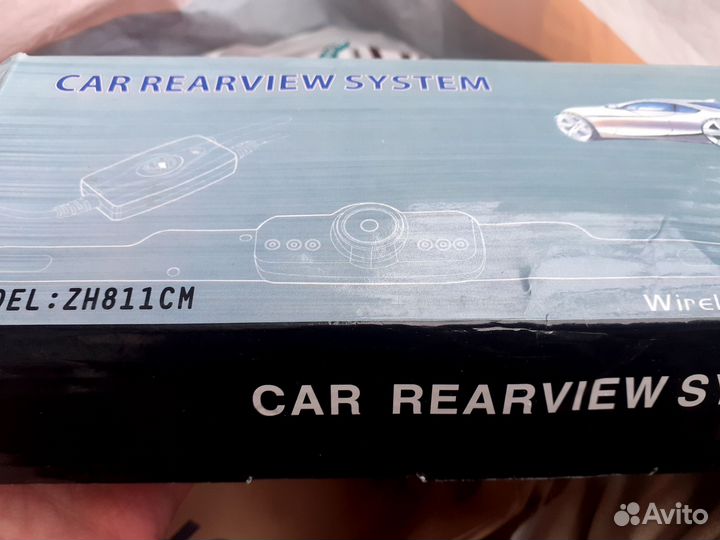 CAR REARVIEW SYSTEM
DEL:ZH811CM
Wirel
CAR REARVIEW SY
Avito